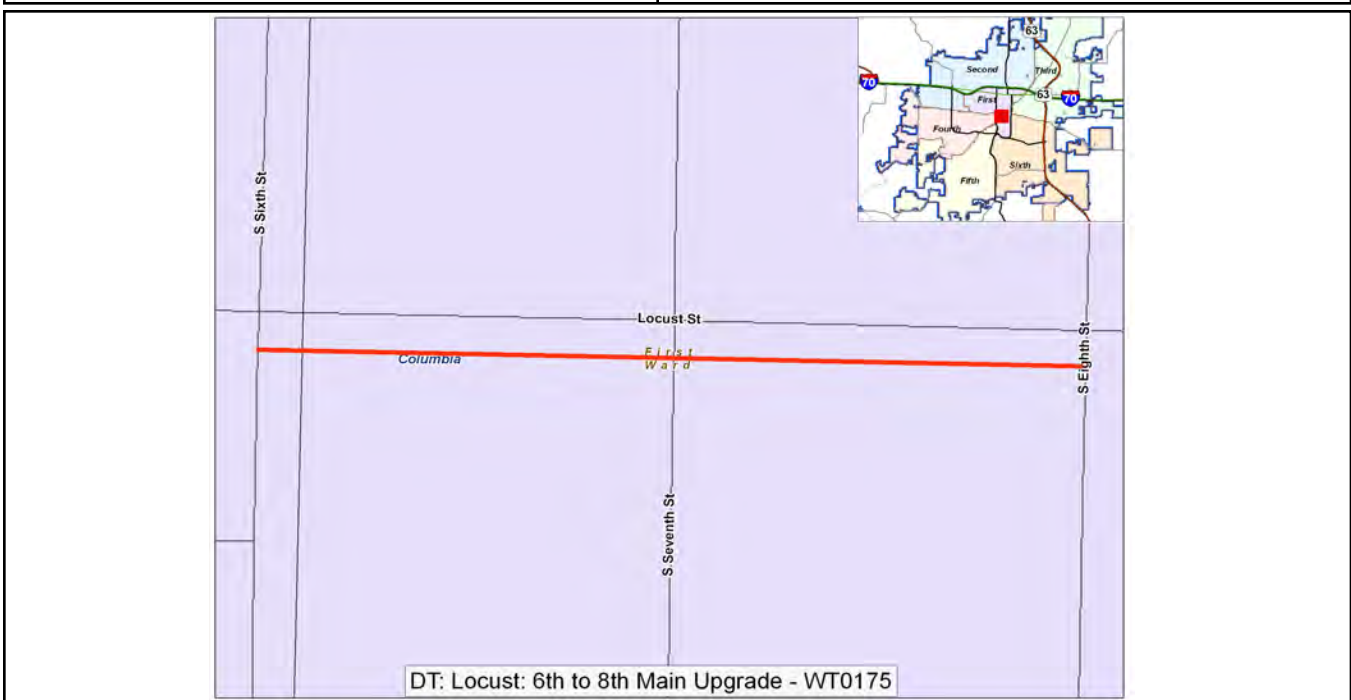 63
Second
Third
70
63
70
First
Fourth
Sixth
Fifth
S Sixth St
Locust St
S Eighth St
First
Ward
Columbia
S Seventh St
DT: Locust: 6th to 8th Main Upgrade - WT0175